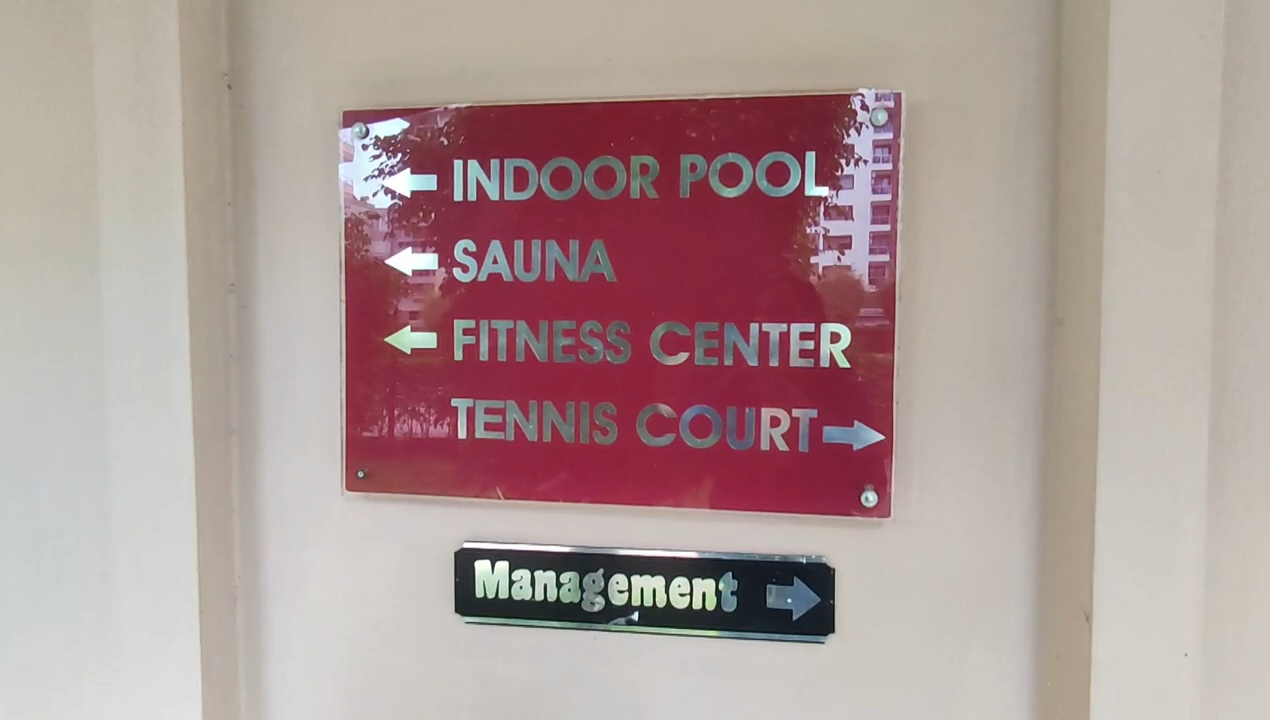 INDOOR POOL
SAUNA
FITNESS CENTER
TENNIS COURT
Management